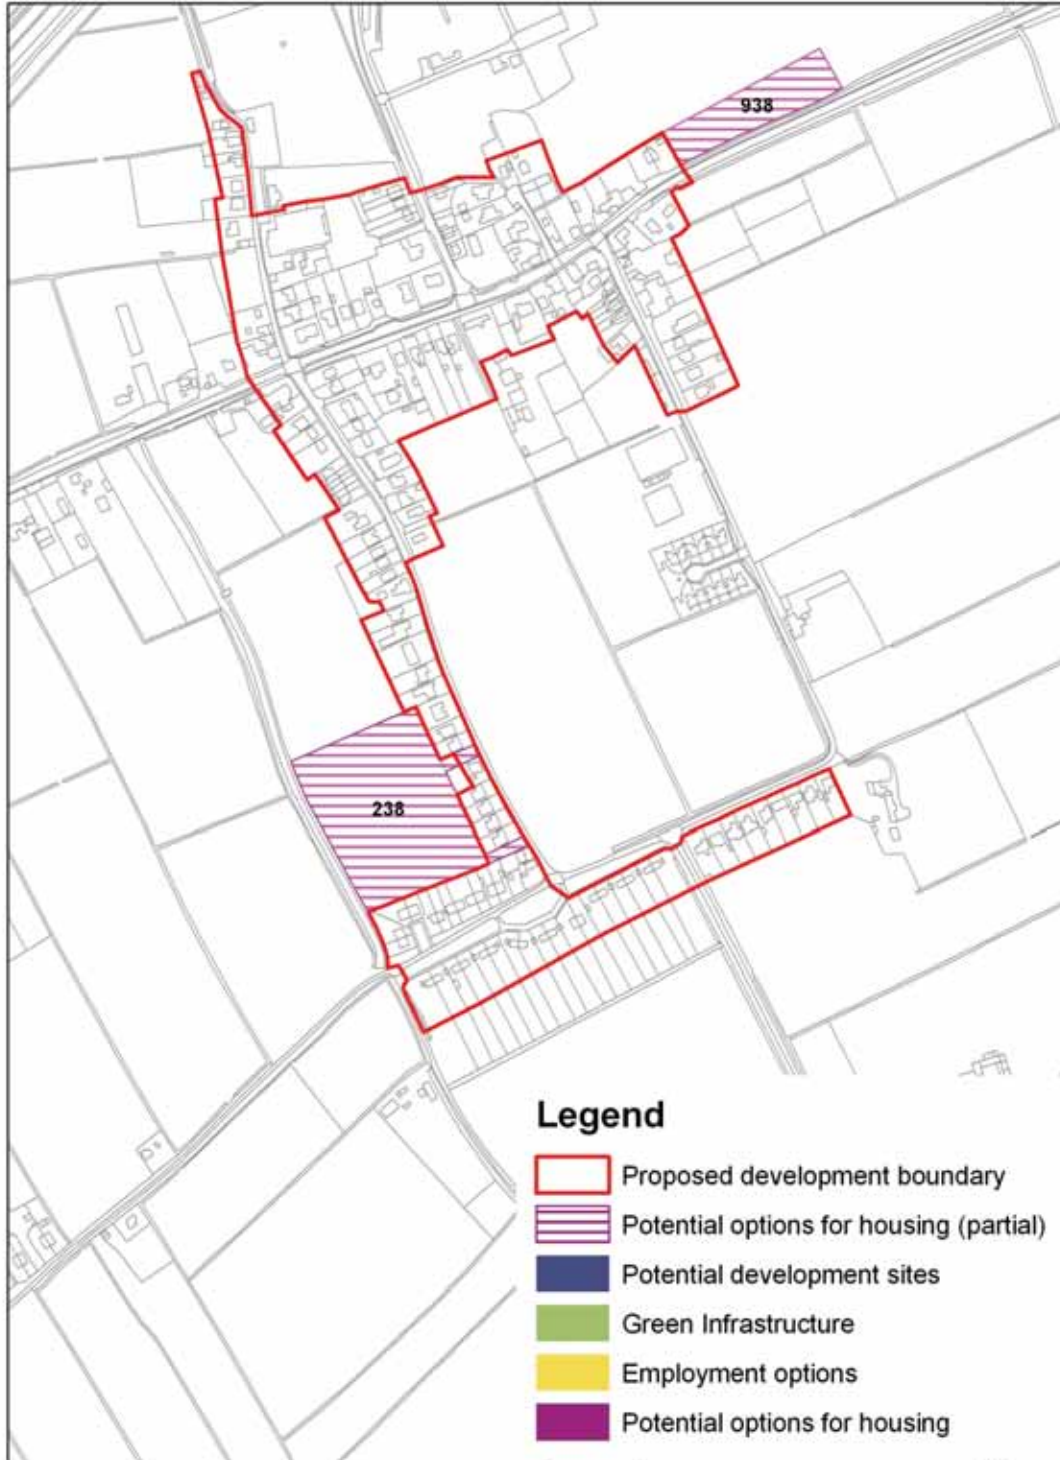 938
238
Legend
Proposed development boundary
Potential options for housing (partial)
Potential development sites
Green Infrastructure
Employment options
Potential options for housing